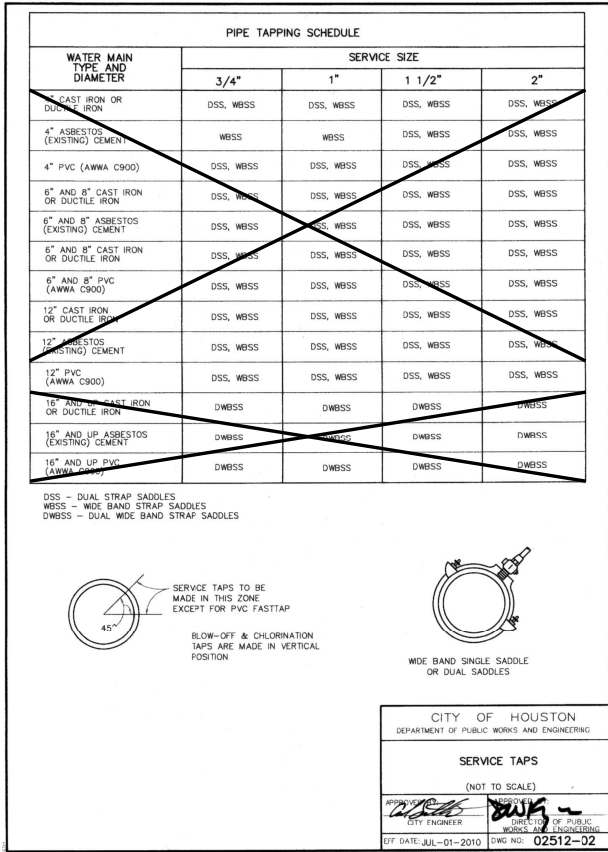 PIPE TAPPING SCHEDULE
WATER MAIN
TYPE AND
DIAMETER
SERVICE SIZE
3/4" 1" 1 1/2" 2"
4" CAST IRON OR
DUCTILE IRON
DSS, WBSS DSS, WBSS DSS, WBSS DSS, WBSS
4" ASBESTOS
(EXISTING) CEMENT
WBSS WBSS DSS, WBSS DSS, WBSS
4" PVC (AWWA C900) DSS, WBSS DSS, WBSS DSS, WBSS DSS, WBSS
6" AND 8" CAST IRON
OR DUCTILE IRON
DSS, WBSS DSS, WBSS DSS, WBSS DSS, WBSS
6" AND 8" ASBESTOS
(EXISTING) CEMENT
DSS, WBSS DSS, WBSS DSS, WBSS DSS, WBSS
6" AND 8" CAST IRON
OR DUCTILE IRON
DSS, WBSS DSS, WBSS DSS, WBSS DSS, WBSS
6" AND 8" PVC
(AWWA C900)
DSS, WBSS DSS, WBSS DSS, WBSS DSS, WBSS
12" CAST IRON
OR DUCTILE IRON
DSS, WBSS DSS, WBSS DSS, WBSS DSS, WBSS
12" ASBESTOS
(EXISTING) CEMENT
DSS, WBSS DSS, WBSS DSS, WBSS DSS, WBSS
12" PVC
(AWWA C900)
DSS, WBSS DSS, WBSS DSS, WBSS DSS, WBSS
16" AND UP CAST IRON
OR DUCTILE IRON
DWBSS DWBSS DWBSS DWBSS
16" AND UP ASBESTOS
(EXISTING) CEMENT
DWBSS DWBSS DWBSS DWBSS
16" AND UP PVC
(AWWA C900)
DWBSS DWBSS DWBSS DWBSS
DSS – DUAL STRAP SADDLES
WBSS – WIDE BAND STRAP SADDLES
DWBSS – DUAL WIDE BAND STRAP SADDLES
45°
SERVICE TAPS TO BE
MADE IN THIS ZONE
EXCEPT FOR PVC FASTTAP
BLOW-OFF & CHLORINATION
TAPS ARE MADE IN VERTICAL
POSITION
WIDE BAND SINGLE SADDLE
OR DUAL SADDLES
CITY OF HOUSTON
DEPARTMENT OF PUBLIC WORKS AND ENGINEERING
SERVICE TAPS
(NOT TO SCALE)
APPROVED BY:
CITY ENGINEER
APPROVED BY:
DIRECTOR OF PUBLIC
WORKS AND ENGINEERING
EFF DATE: JUL-01-2010 DWG NO: 02512-02